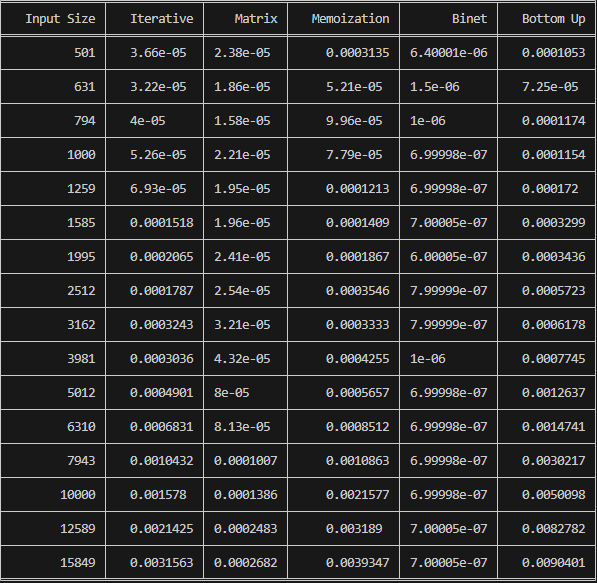 Input Size Iterative Matrix Memoization Binet Bottom Up
501 3.66e-05 2.38e-05 0.0003135 6.40001e-06 0.0001053
631 3.22e-05 1.86e-05 5.21e-05 1.5e-06 7.25e-05
794 4e-05 1.58e-05 9.96e-05 1e-06 0.0001174
1000 5.26e-05 2.21e-05 7.79e-05 6.99998e-07 0.0001154
1259 6.93e-05 1.95e-05 0.0001213 6.99998e-07 0.000172
1585 0.0001518 1.96e-05 0.0001409 7.00005e-07 0.0003299
1995 0.0002065 2.41e-05 0.0001867 6.00005e-07 0.0003436
2512 0.0001787 2.54e-05 0.0003546 7.99999e-07 0.0005723
3162 0.0003243 3.21e-05 0.0003333 7.99999e-07 0.0006178
3981 0.0003036 4.32e-05 0.0004255 1e-06 0.0007745
5012 0.0004901 8e-05 0.0005657 6.99998e-07 0.0012637
6310 0.0006831 8.13e-05 0.0008512 6.99998e-07 0.0014741
7943 0.0010432 0.0001007 0.0010863 6.99998e-07 0.0030217
10000 0.001578 0.0001386 0.0021577 6.99998e-07 0.0050098
12589 0.0021425 0.0002483 0.003189 7.00005e-07 0.0082782
15849 0.0031563 0.0002682 0.0039347 7.00005e-07 0.0090401